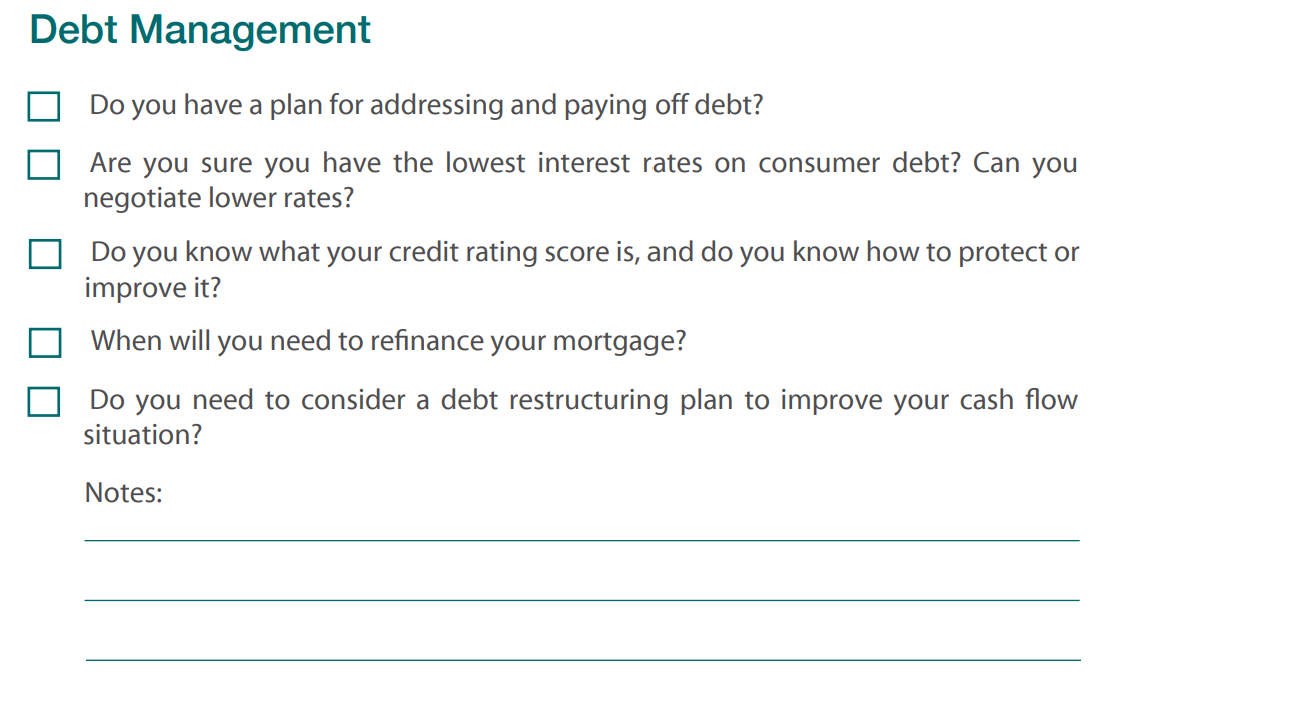 Debt Management
Do you have a plan for addressing and paying off debt?
Are you sure you have the lowest interest rates on consumer debt? Can you
negotiate lower rates?
Do you know what your credit rating score is, and do you know how to protect or
improve it?
When will you need to refinance your mortgage?
Do you need to consider a debt restructuring plan to improve your cash flow
situation?
Notes: